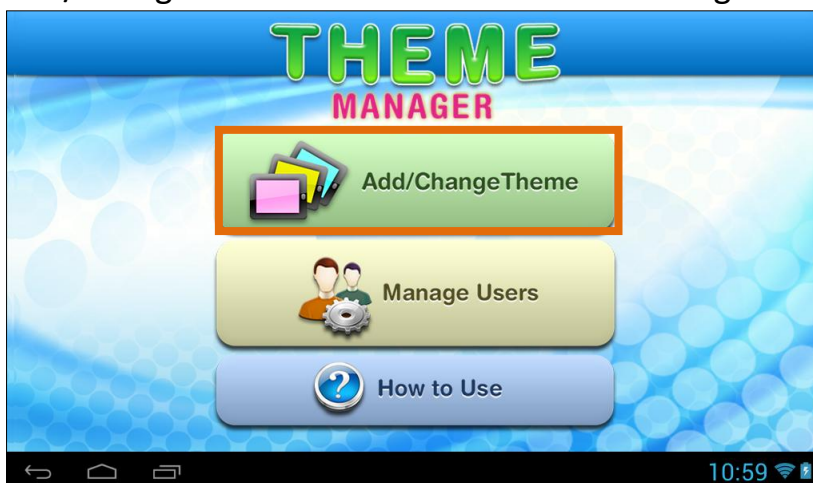 THEME
MANAGER
Add/ChangeTheme
Manage Users
? How to Use
10:59